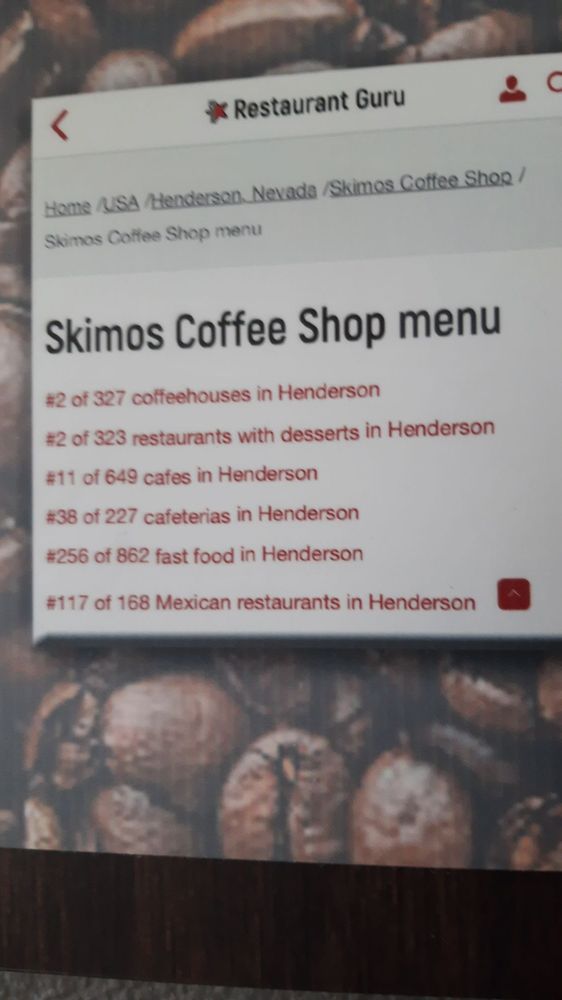 Restaurant Guru
Home /USA /Henderson, Nevada /Skimos Coffee Shop /
Skimos Coffee Shop menu
Skimos Coffee Shop menu
#2 of 327 coffeehouses in Henderson
#2 of 323 restaurants with desserts in Henderson
#11 of 649 cafes in Henderson
#38 of 227 cafeterias in Henderson
#256 of 862 fast food in Henderson
#117 of 168 Mexican restaurants in Henderson